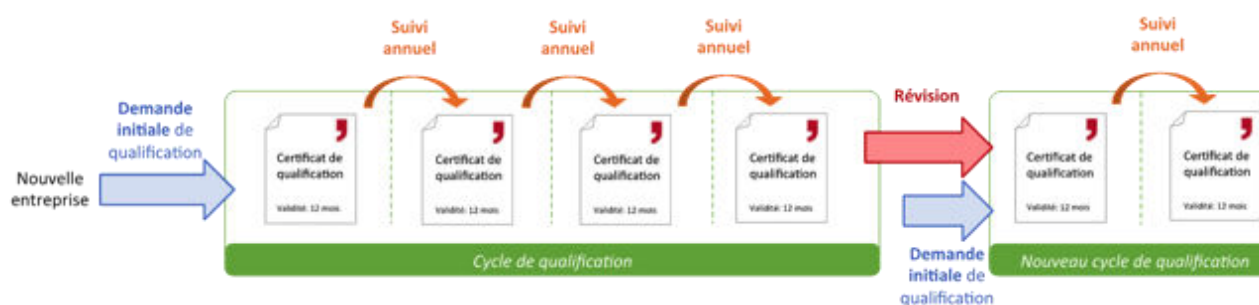 Suivi
annuel
Suivi
annuel
Suivi
annuel
Suivi
annuel
Demande
initiale de
qualification
Nouvelle
entreprise
Certificat de
qualification
Validité: 12 mois
Certificat de
qualification
Validité: 12 mois
Certificat de
qualification
Validité: 12 mois
Certificat de
qualification
Validité: 12 mois
Cycle de qualification
Révision
Demande
initiale de
qualification
Certificat de
qualification
Validité: 12 mois
Certificat de
qualification
Validité: 12 mois
Nouveau cycle de qualification